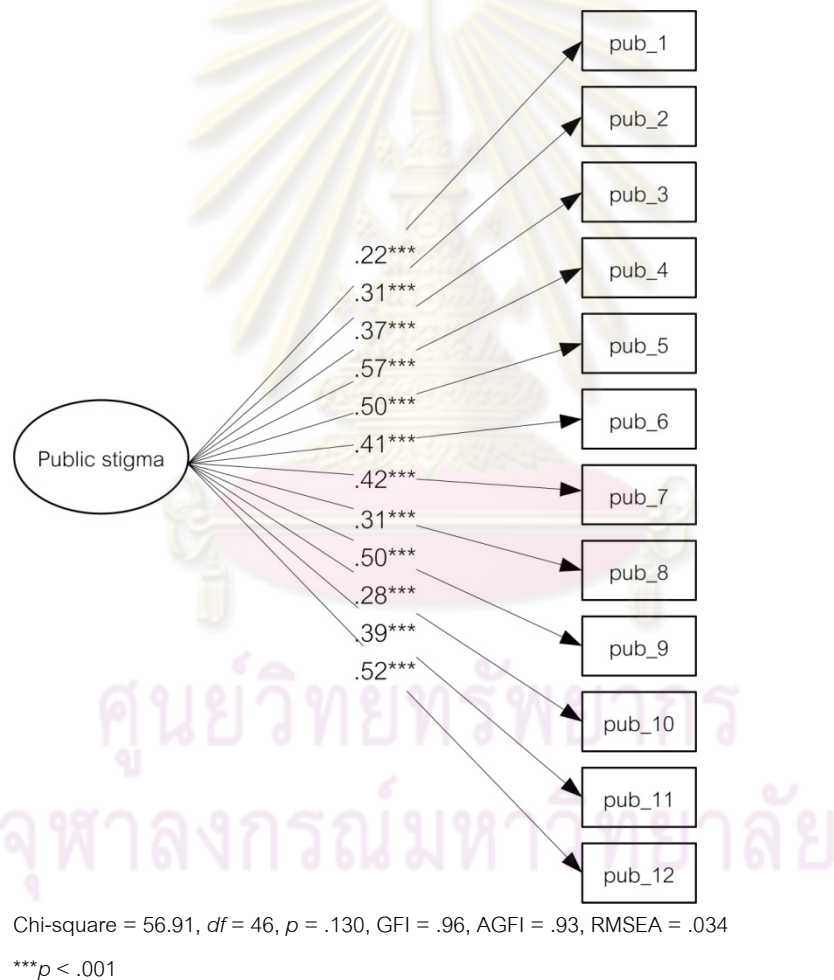 pub_1
pub_2
pub_3
pub_4
pub_5
pub_6
pub_7
pub_8
pub_9
pub_10
pub_11
pub_12
.22***
.31***
.37***
.57***
.50***
.41***
.42***
.31***
.50***
.28***
.39***
.52***
Public stigma
ศูนย์วิทยทรัพยากร
จุฬาลงกรณ์มหาวิทยาลัย
Chi-square = 56.91, df = 46, p = .130, GFI = .96, AGFI = .93, RMSEA = .034
***p < .001